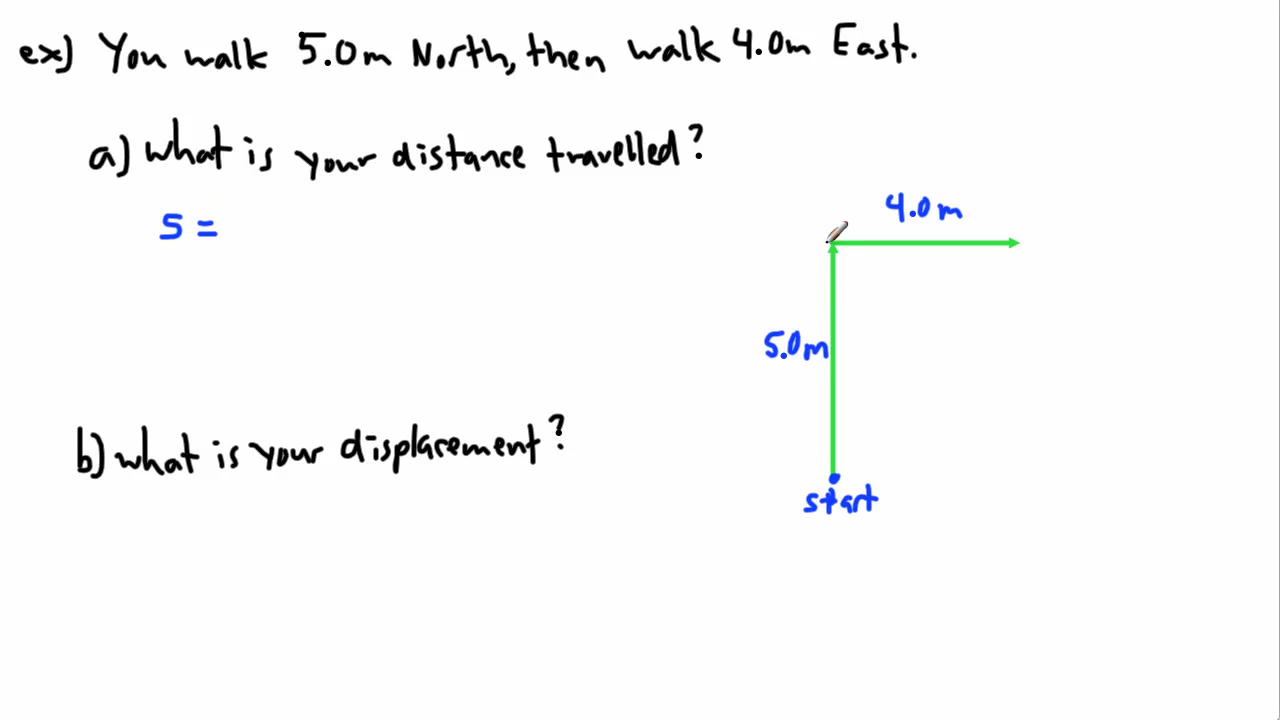 ex) You walk 5.0m North, then walk 4.0m East.
a) what is your distance travelled?
s =
4.0m
5.0m
b) what is your displacement?
start